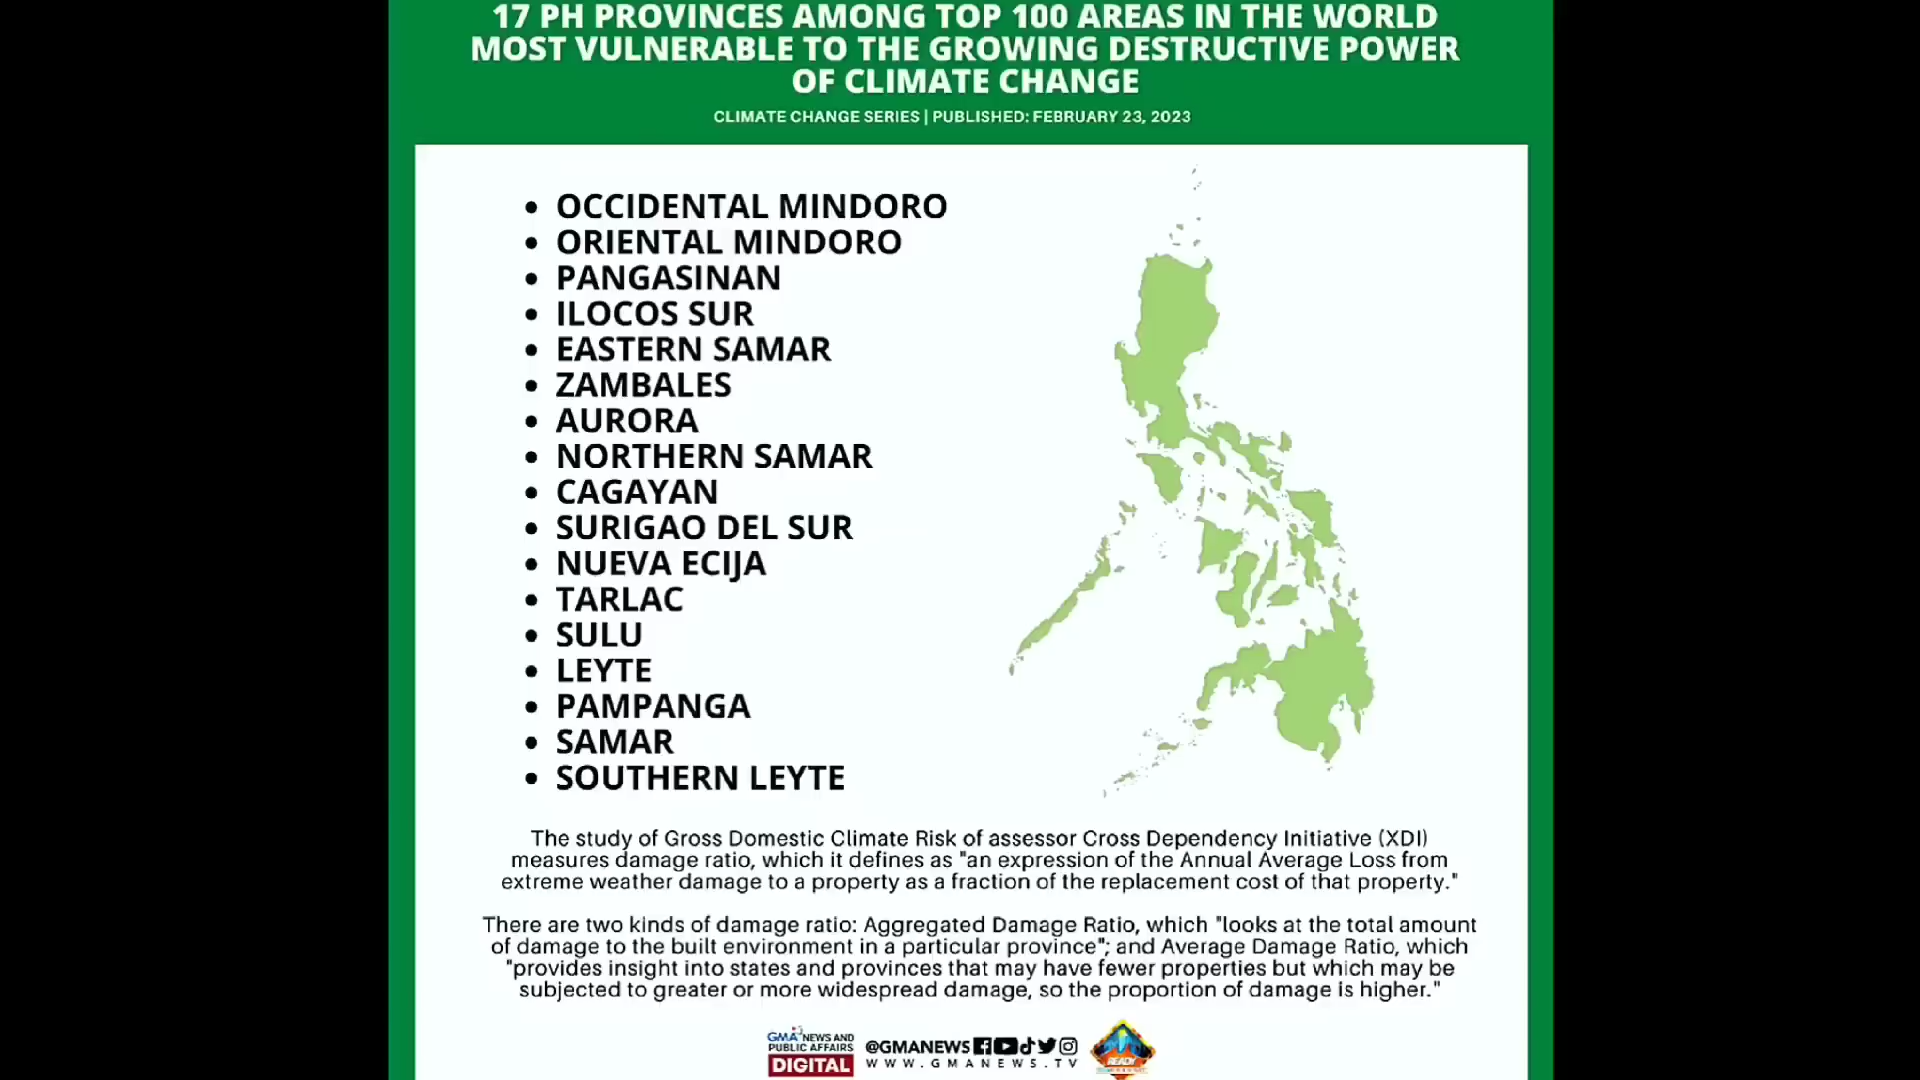 17 PH PROVINCES AMONG TOP 100 AREAS IN THE WORLD
MOST VULNERABLE TO THE GROWING DESTRUCTIVE POWER
OF CLIMATE CHANGE
CLIMATE CHANGE SERIES | PUBLISHED: FEBRUARY 23, 2023
• OCCIDENTAL MINDORO
• ORIENTAL MINDORO
• PANGASINAN
• ILOCOS SUR
• EASTERN SAMAR
• ZAMBALES
• AURORA
• NORTHERN SAMAR
• CAGAYAN
• SURIGAO DEL SUR
• NUEVA ECIJA
• TARLAC
• SULU
• LEYTE
• PAMPANGA
• SAMAR
• SOUTHERN LEYTE
The study of Gross Domestic Climate Risk of assessor Cross Dependency Initiative (XDI)
measures damage ratio, which it defines as "an expression of the Annual Average Loss from
extreme weather damage to a property as a fraction of the replacement cost of that property."
There are two kinds of damage ratio: Aggregated Damage Ratio, which "looks at the total amount
of damage to the built environment in a particular province"; and Average Damage Ratio, which
"provides insight into states and provinces that may have fewer properties but which may be
subjected to greater or more widespread damage, so the proportion of damage is higher."
GMA NEWS AND
PUBLIC AFFAIRS
DIGITAL
@GMANEWS
WWW.GMANEWS.TV
READY